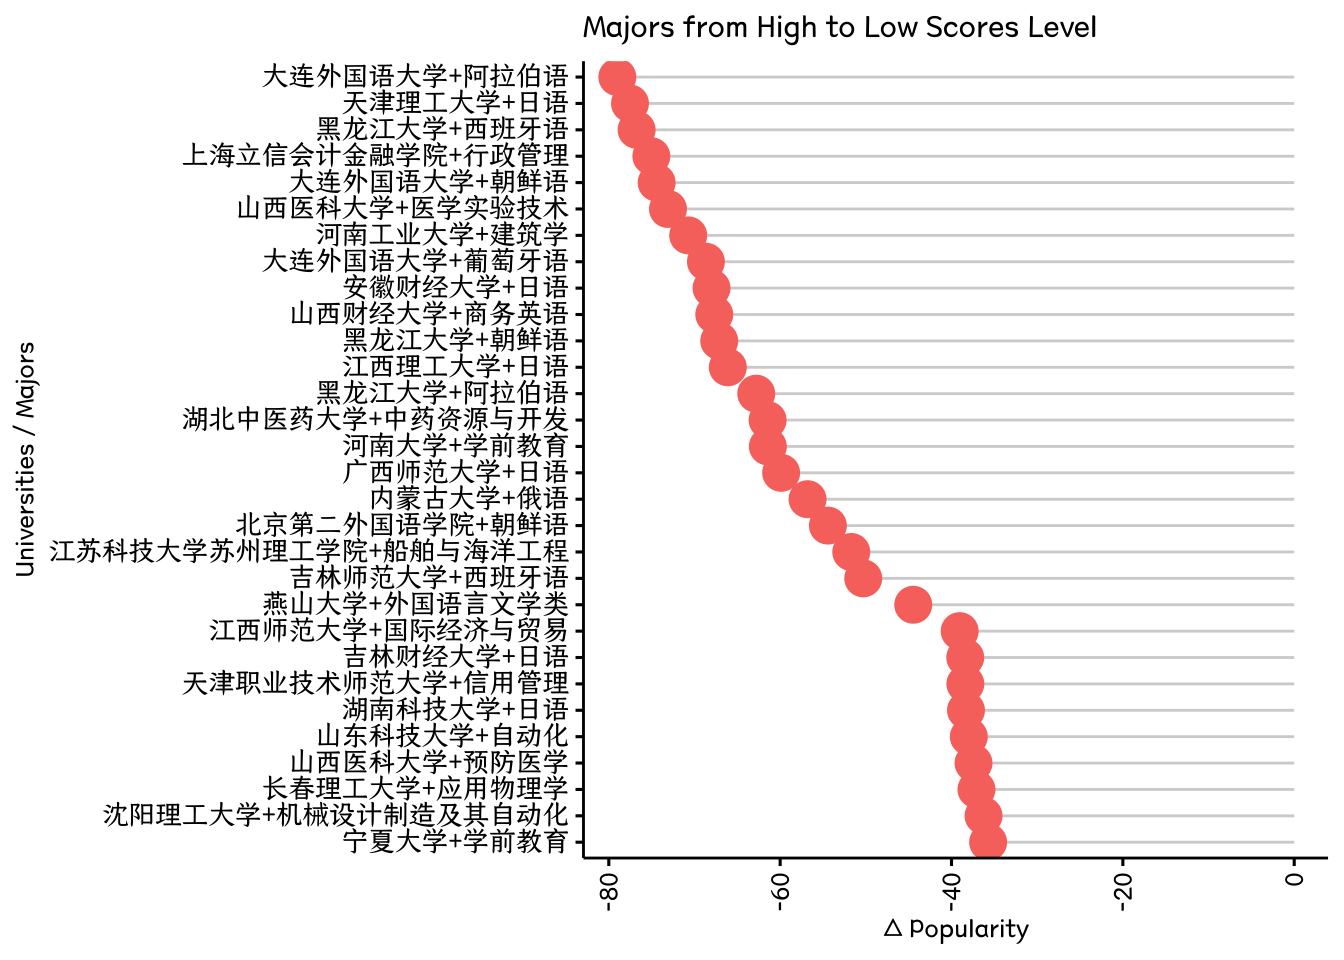 Majors from High to Low Scores Level
Universities / Majors
大连外国语大学+阿拉伯语
天津理工大学+日语
黑龙江大学+西班牙语
上海立信会计金融学院+行政管理
大连外国语大学+朝鲜语
山西医科大学+医学实验技术
河南工业大学+建筑学
大连外国语大学+葡萄牙语
安徽财经大学+日语
山西财经大学+商务英语
黑龙江大学+朝鲜语
江西理工大学+日语
黑龙江大学+阿拉伯语
湖北中医药大学+中药资源与开发
河南大学+学前教育
广西师范大学+日语
内蒙古大学+俄语
北京第二外国语学院+朝鲜语
江苏科技大学苏州理工学院+船舶与海洋工程
吉林师范大学+西班牙语
燕山大学+外国语言文学类
江西师范大学+国际经济与贸易
吉林财经大学+日语
天津职业技术师范大学+信用管理
湖南科技大学+日语
山东科技大学+自动化
山西医科大学+预防医学
长春理工大学+应用物理学
沈阳理工大学+机械设计制造及其自动化
宁夏大学+学前教育
-80
-60
-40
-20
0
△ Popularity